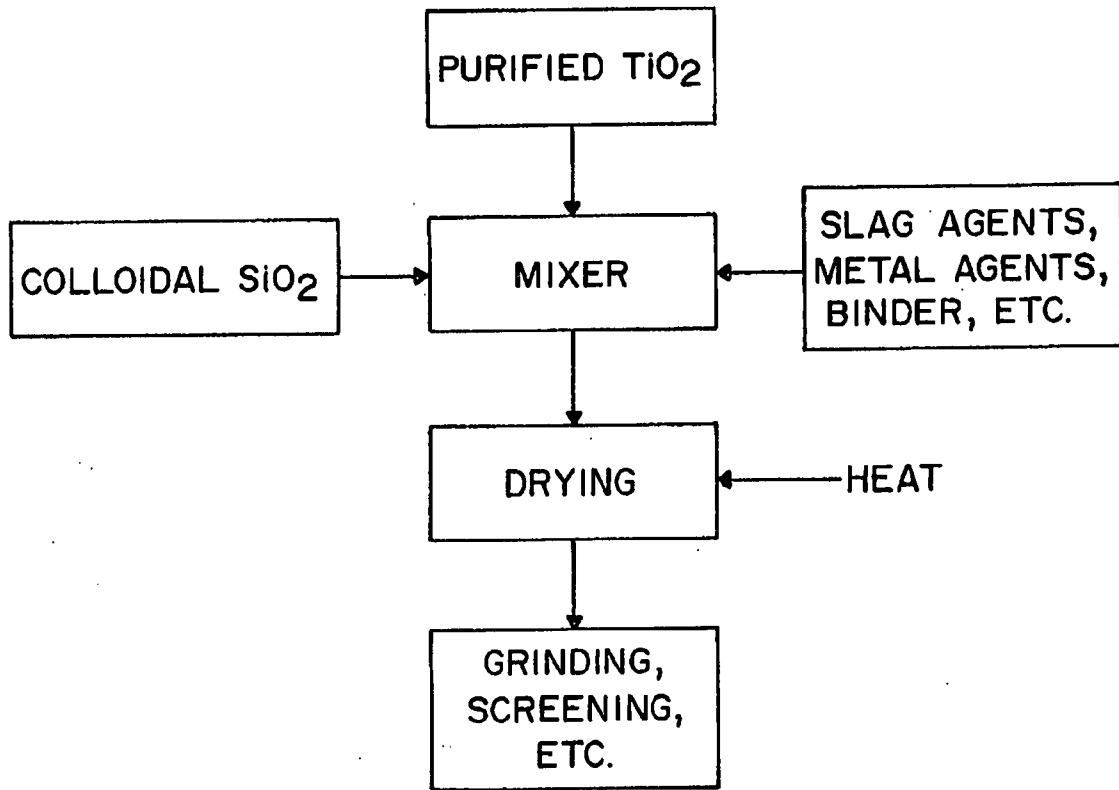 PURIFIED TiO2
COLLOIDAL SiO2
MIXER
SLAG AGENTS,
METAL AGENTS,
BINDER, ETC.
DRYING
HEAT
GRINDING,
SCREENING,
ETC.